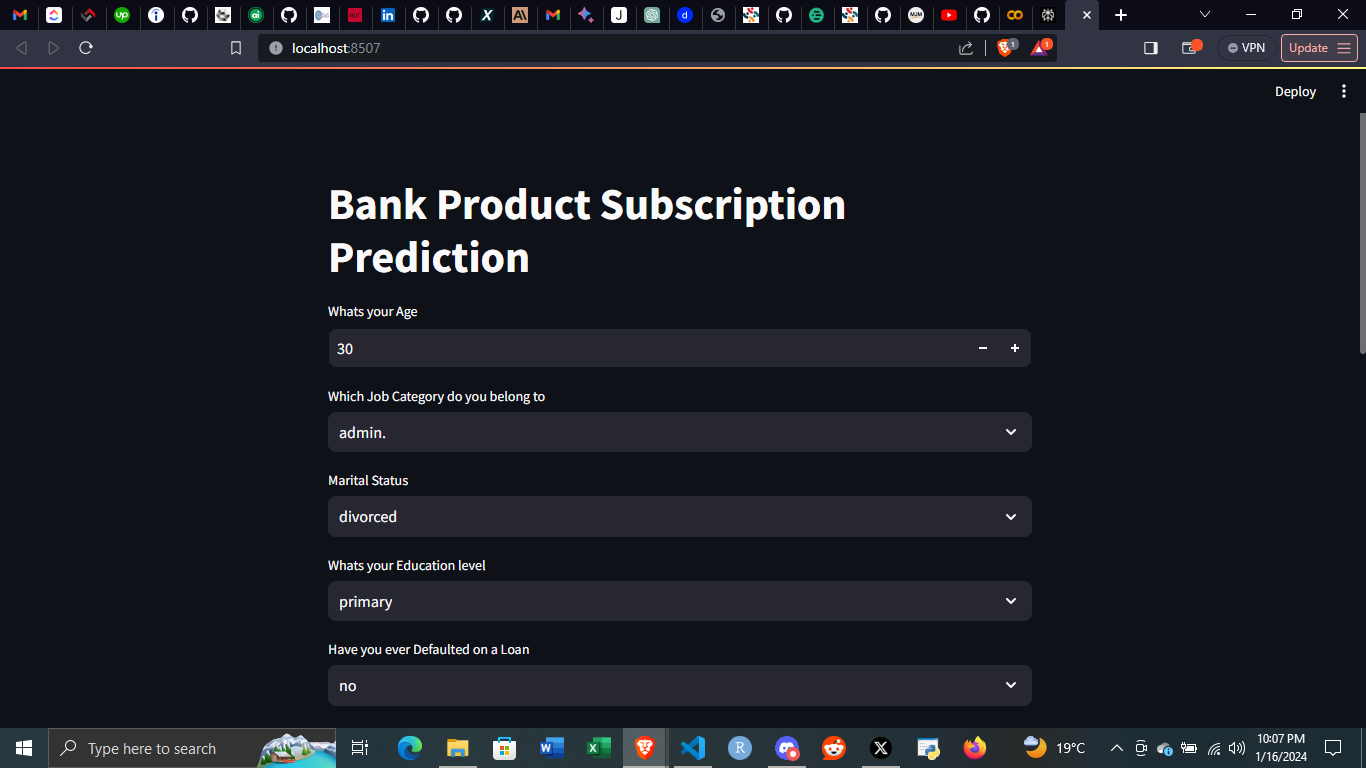 localhost:8507
1
1
VPN
Update
Deploy
Bank Product Subscription
Prediction
Whats your Age
30
Which Job Category do you belong to
admin.
Marital Status
divorced
Whats your Education level
primary
Have you ever Defaulted on a Loan
no
Type here to search
19°C
10:07 PM
1/16/2024